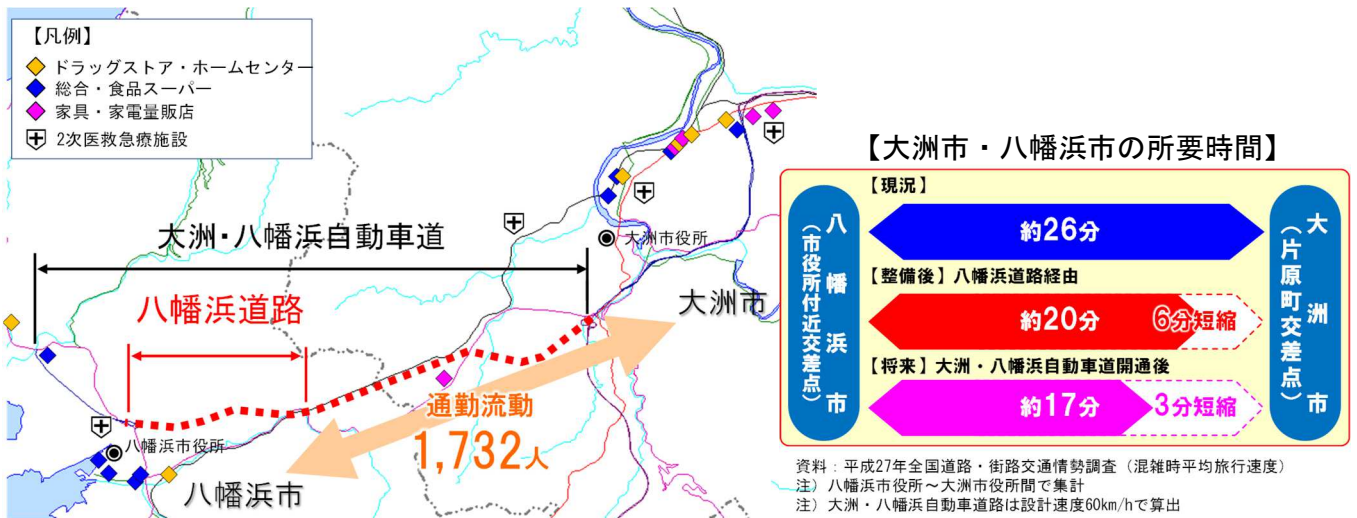 【凡例】
ドラッグストア・ホームセンター
総合・食品スーパー
家具・家電量販店
2次医救急療施設
大洲・八幡浜自動車道
八幡浜道路
大洲市役所
大洲市
通勤流動
1,732人
八幡浜市役所
八幡浜市
【大洲市・八幡浜市の所要時間】
八幡浜市
(市役所付近交差点)
【現況】
約26分
【整備後】八幡浜道路経由
約20分 6分短縮
【将来】大洲・八幡浜自動車道開通後
約17分 3分短縮
大洲市
(片原町交差点)
資料:平成27年全国道路・街路交通情勢調査(混雑時平均旅行速度)
注)八幡浜市役所~大洲市役所間で集計
注)大洲・八幡浜自動車道路は設計速度60km/hで算出